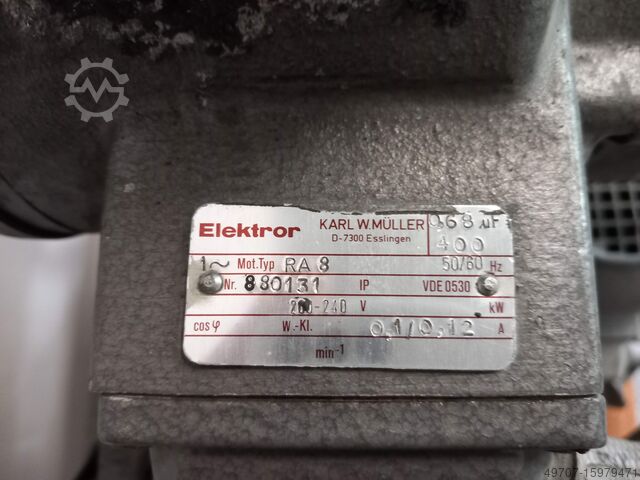 Elektror KARL W. MÜLLER 0,68 µF
D-7300 Esslingen 400
1~ Mot.Typ RA 8 50/60 Hz
Nr. 880131 IP VDE 0530
-240 V kW
cos φ W.-Kl. 0,1/0,12 A
min-1
49707-15979471